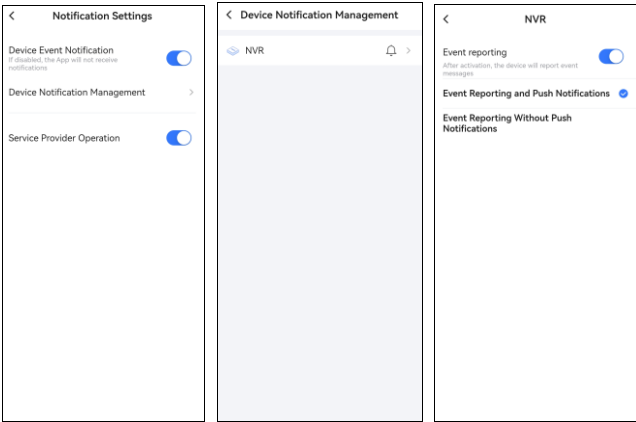 Notification Settings
Device Event Notification
If disabled, the App will not receive
notifications
Device Notification Management
Service Provider Operation
Device Notification Management
NVR
NVR
Event reporting
After activation, the device will report event
messages
Event Reporting and Push Notifications
Event Reporting Without Push
Notifications